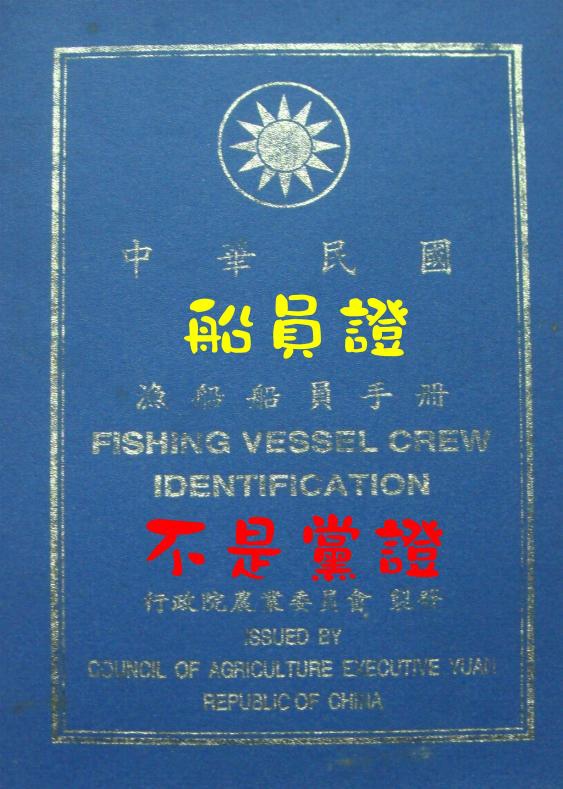 中華民國
船員證
漁船船員手冊
FISHING VESSEL CREW
IDENTIFICATION
不是黨證
行政院農業委員會 製發
ISSUED BY
COUNCIL OF AGRICULTURE EXECUTIVE YUAN
REPUBLIC OF CHINA